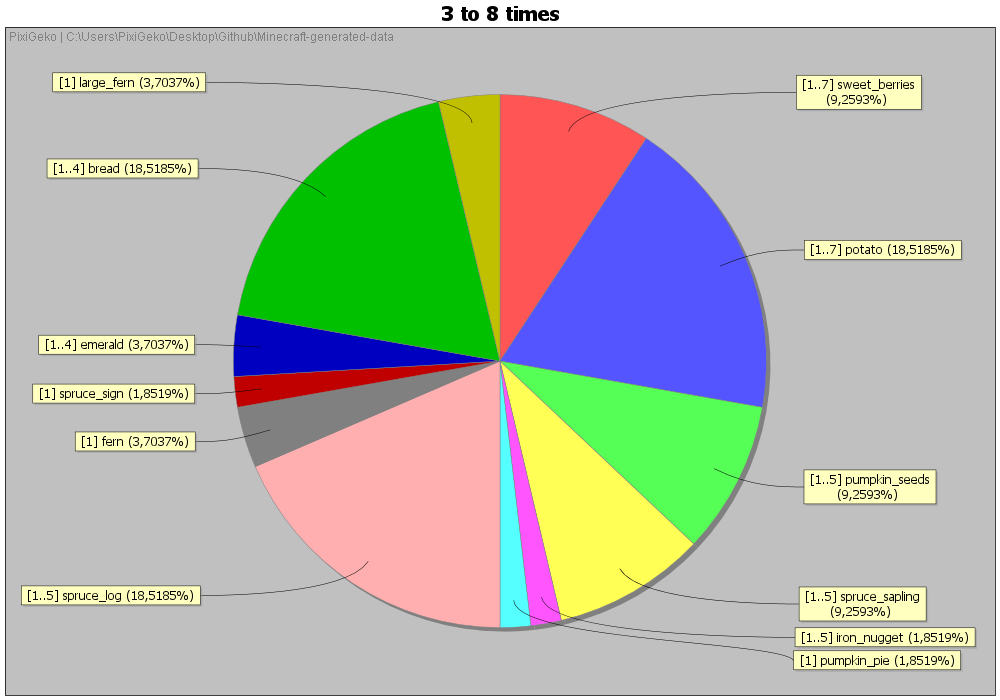 3 to 8 times
PixiGeko | C:\Users\PixiGeko\Desktop\Github\Minecraft-generated-data
[1] large_fern (3,7037%)
[1..7] sweet_berries
(9,2593%)
[1..4] bread (18,5185%)
[1..7] potato (18,5185%)
[1..4] emerald (3,7037%)
[1] spruce_sign (1,8519%)
[1] fern (3,7037%)
[1..5] pumpkin_seeds
(9,2593%)
[1..5] spruce_log (18,5185%)
[1..5] spruce_sapling
(9,2593%)
[1..5] iron_nugget (1,8519%)
[1] pumpkin_pie (1,8519%)